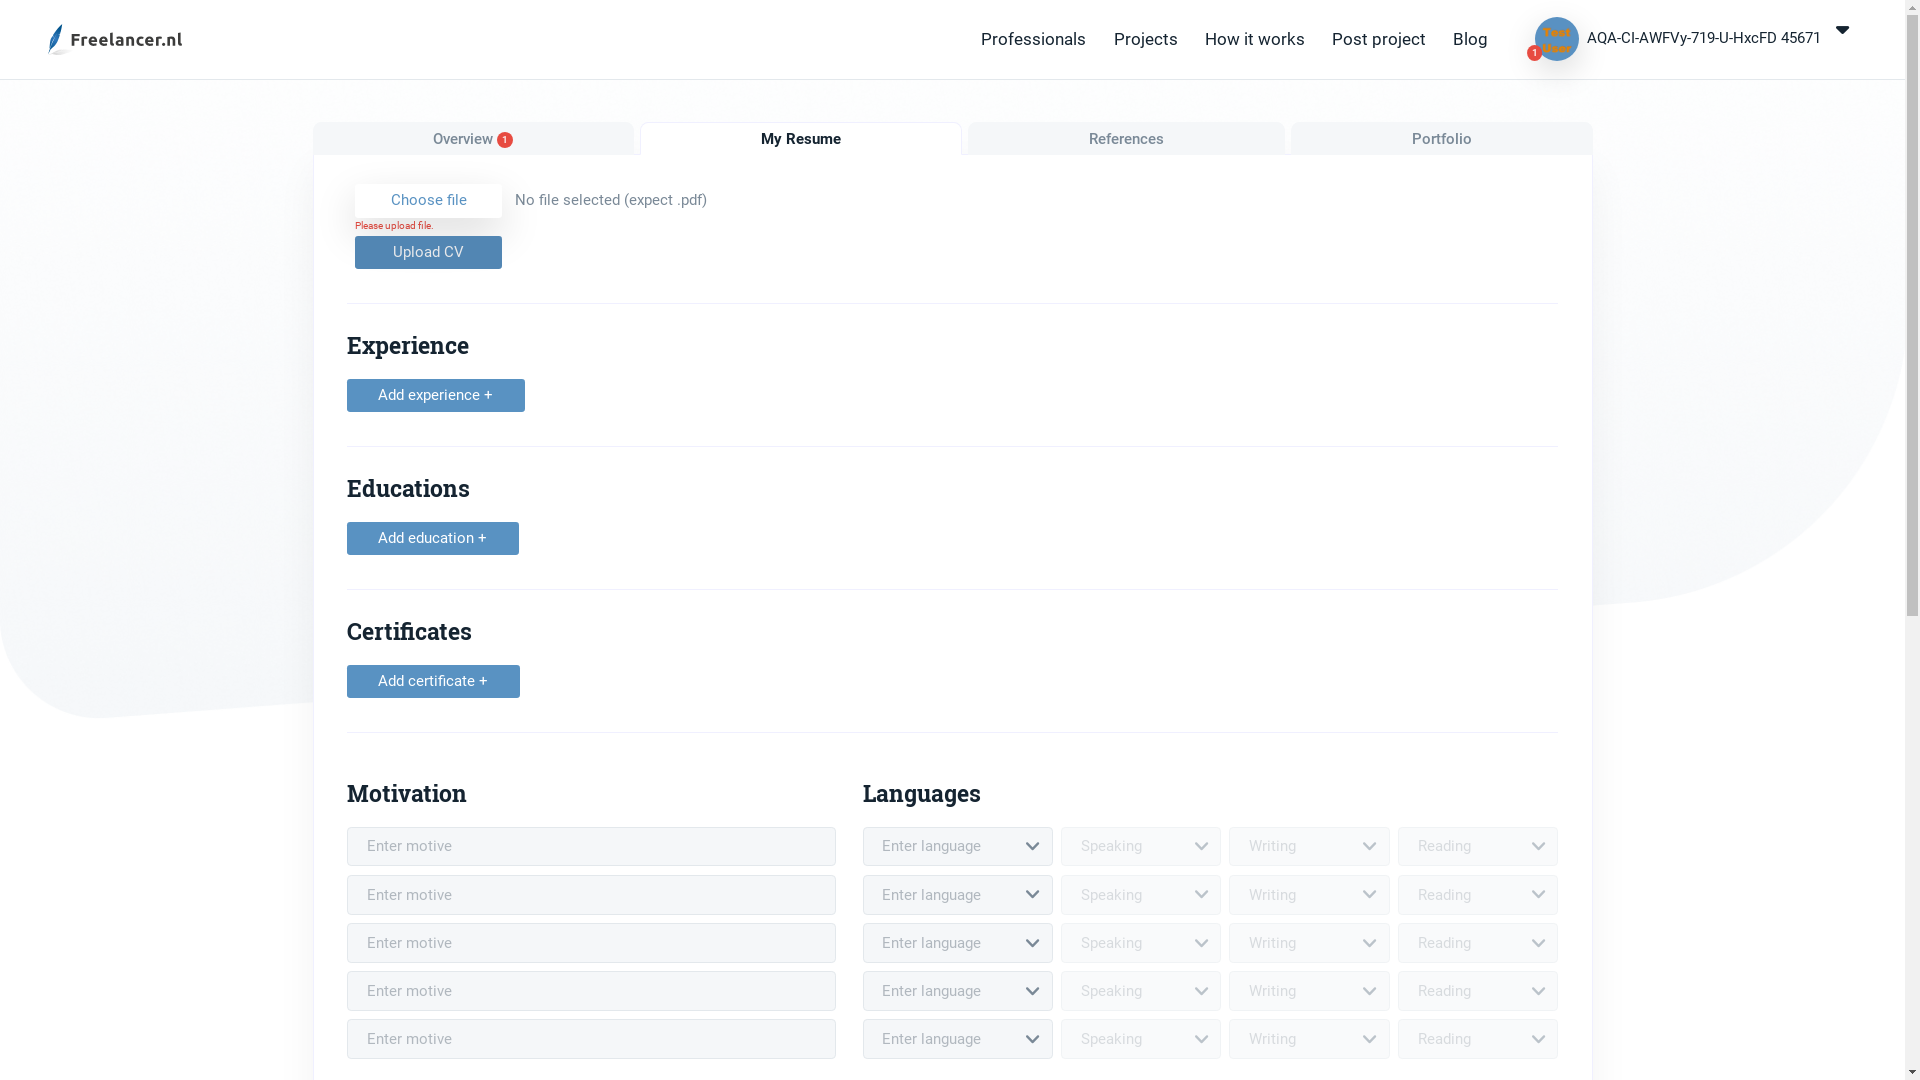 Freelancer.nl
Professionals
Projects
How it works
Post project
Blog
Test
User
1
AQA-CI-AWFVy-719-U-HxcFD 45671
Overview 1
My Resume
References
Portfolio
Choose file
No file selected (expect .pdf)
Please upload file.
Upload CV
Experience
Add experience +
Educations
Add education +
Certificates
Add certificate +
Motivation
Languages
Enter motive
Enter language
Speaking
Writing
Reading
Enter motive
Enter language
Speaking
Writing
Reading
Enter motive
Enter language
Speaking
Writing
Reading
Enter motive
Enter language
Speaking
Writing
Reading
Enter motive
Enter language
Speaking
Writing
Reading